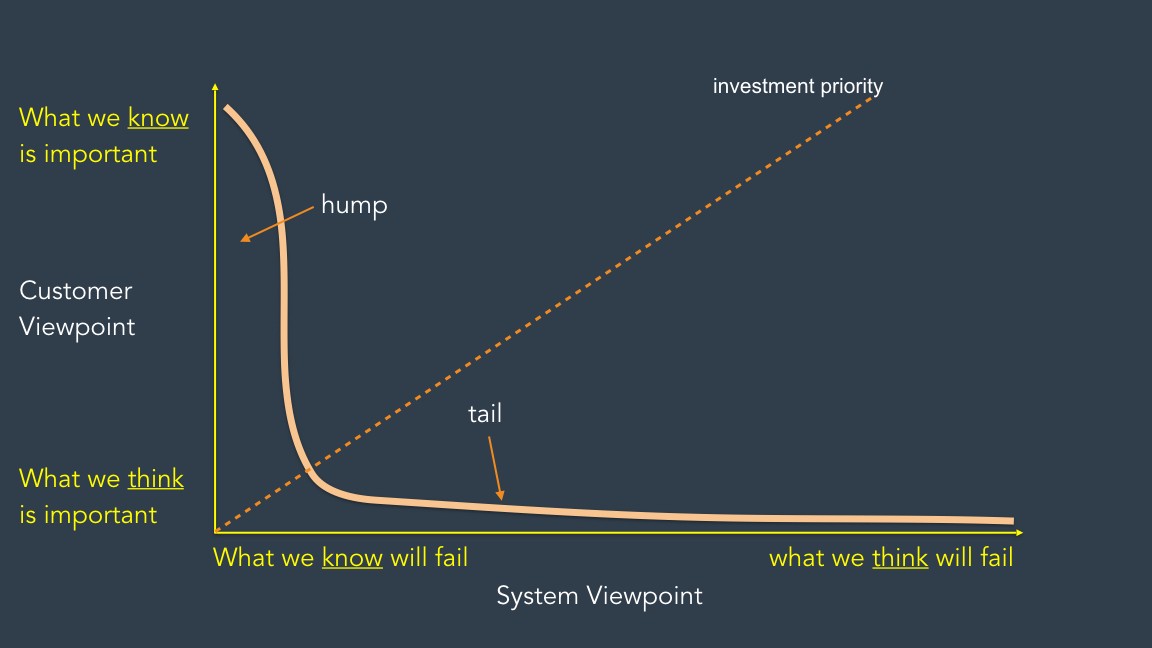 investment priority
What we know
is important
hump
Customer
Viewpoint
tail
What we think
is important
What we know will fail
what we think will fail
System Viewpoint